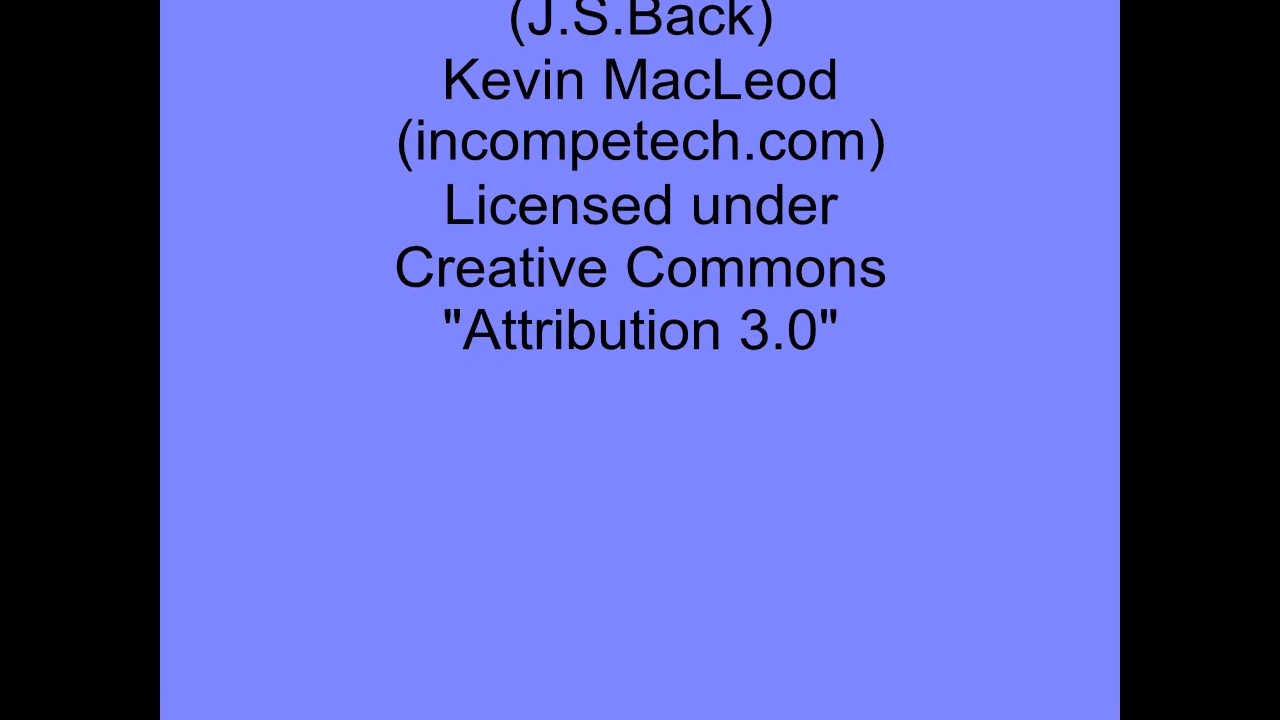 (J.S.Back)
Kevin MacLeod
(incompetech.com)
Licensed under
Creative Commons
"Attribution 3.0"